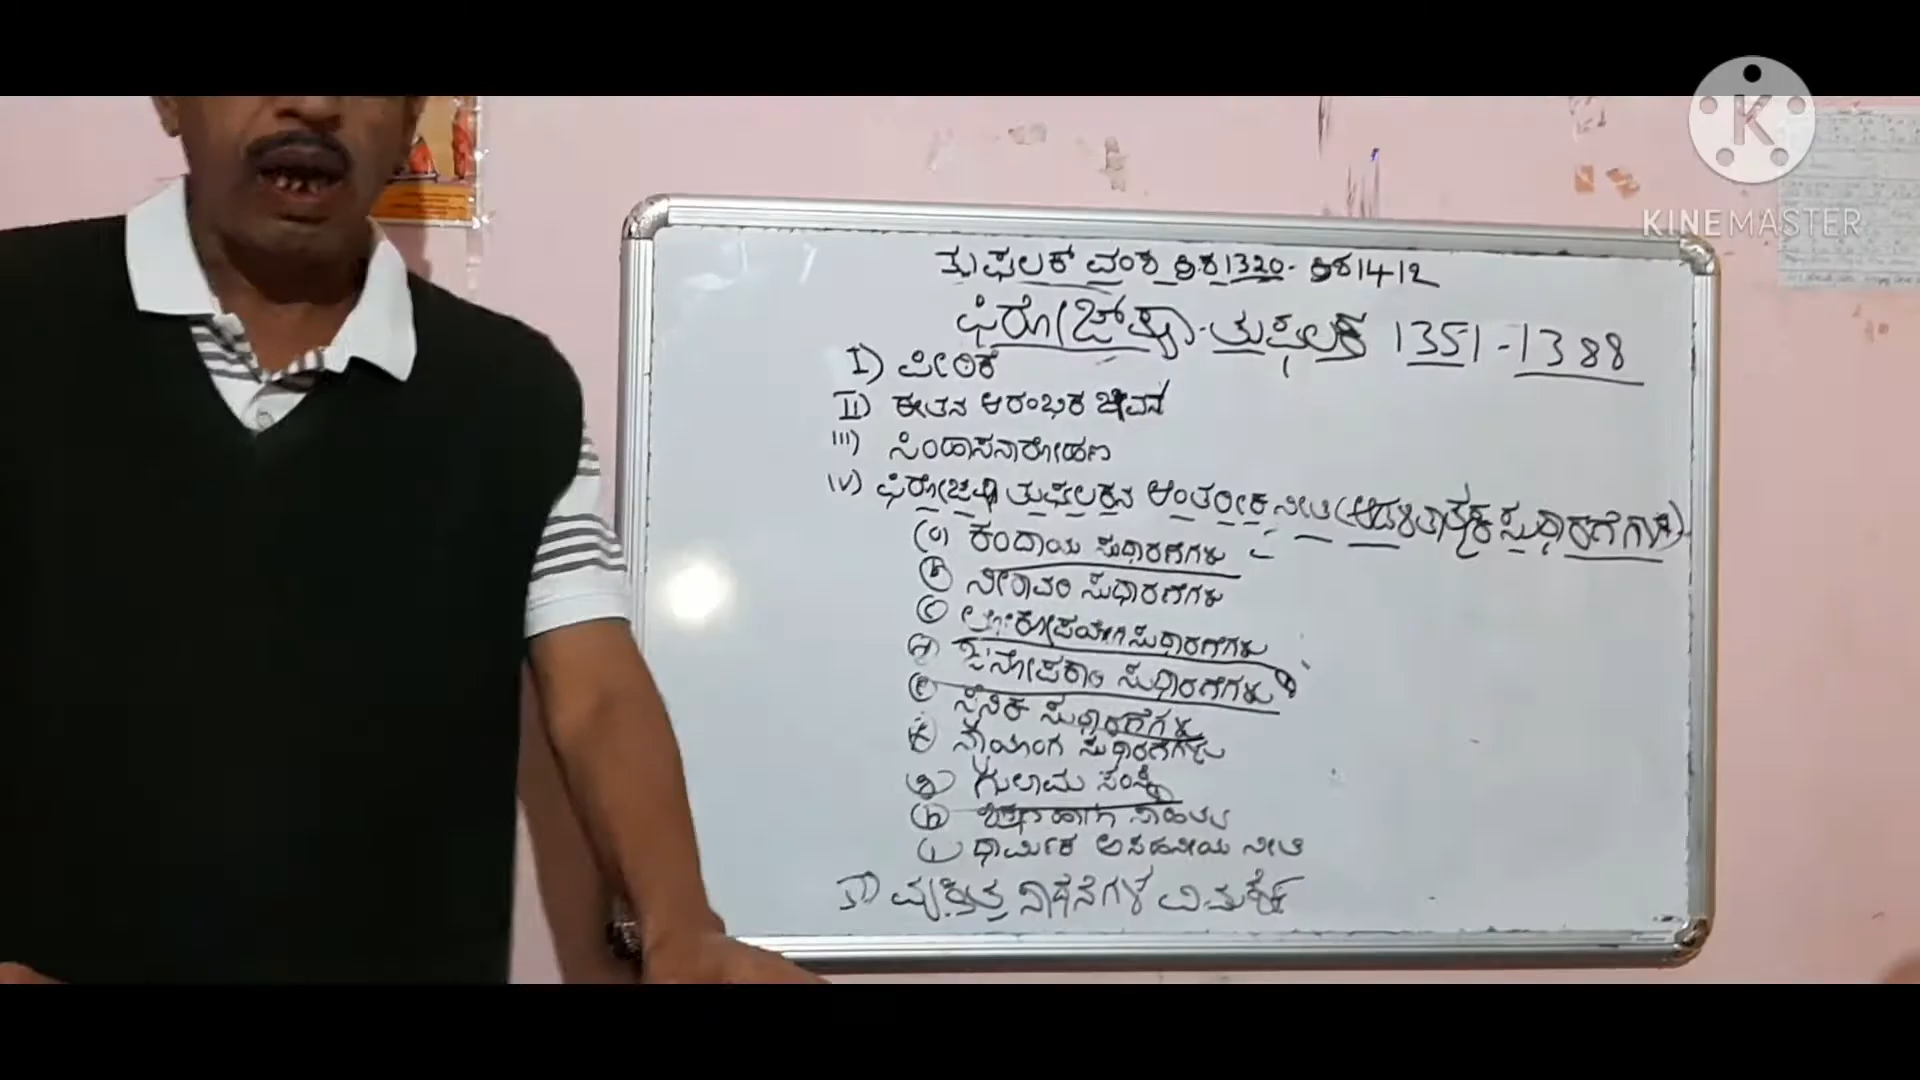 KINEMASTER
ತುಘಲಕ್ ವಂಶ ಕ್ರಿ.ಶ 1320 - ಕ್ರಿಶ 1412
ಫಿರೋಜ್ ಷಾ - ತುಘಲಕ್ 1351 - 1388
I) ಪೀಠಿಕೆ
II) ಈತನ ಆರಂಭಿಕ ಜೀವನ
III) ಸಿಂಹಾಸನಾರೋಹಣ
IV) ಫಿರೋಜಷಾ ತುಘಲಕನ ಆಂತರೀಕ ನೀತಿ (ಆಡಳಿತಾತ್ಮಕ ಸುಧಾರಣೆಗಳು)
(a) ಕಂದಾಯ ಸುಧಾರಣೆಗಳು
(b) ನೀರಾವರಿ ಸುಧಾರಣೆಗಳು
(c) ಲೋಕೋಪಯೋಗಿ ಸುಧಾರಣೆಗಳು
(d) ಜನೋಪಕಾರಿ ಸುಧಾರಣೆಗಳು
(e) ಸೈನಿಕ ಸುಧಾರಣೆಗಳು
ನ್ಯಾಯಾಂಗ ಸುಧಾರಣೆಗಳು
(g) ಗುಲಾಮ ಸಂಸ್ಥೆ
(h) ಶಿಕ್ಷಣ ಹಾಗೂ ಸಾಹಿತ್ಯ
(i) ಧಾರ್ಮಿಕ ಅಸಹನೀಯ ನೀತಿ
V) ವ್ಯಕ್ತಿತ್ವ ಸಾಧನೆಗಳ ವಿಮರ್ಶೆ